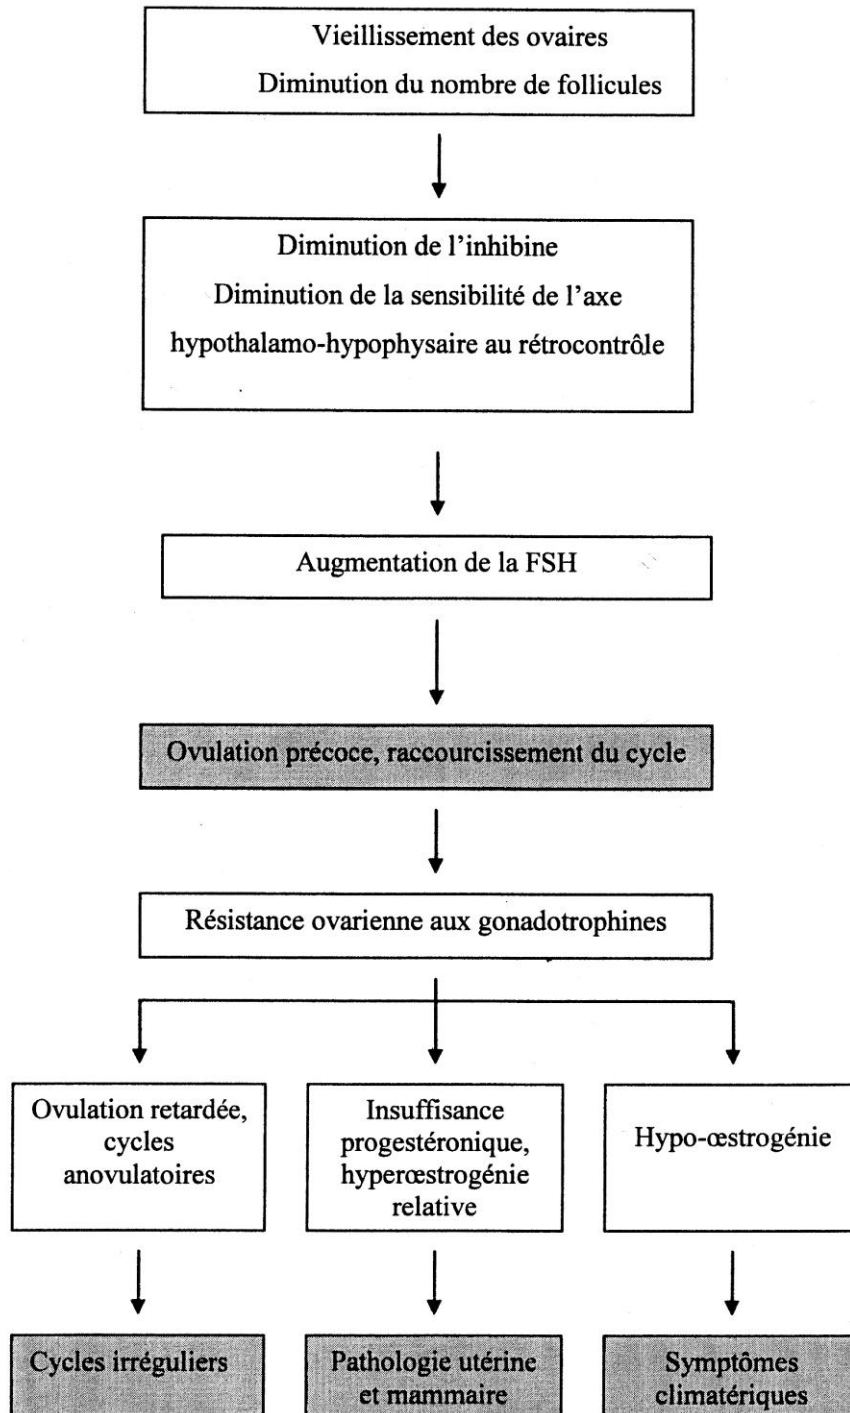 Vieillissement des ovaires
Diminution du nombre de follicules
Diminution de l'inhibine
Diminution de la sensibilité de l'axe
hypothalamo-hypophysaire au rétrocontrôle
Augmentation de la FSH
Ovulation précoce, raccourcissement du cycle
Résistance ovarienne aux gonadotrophines
Ovulation retardée,
cycles
anovulatoires
Insuffisance
progestéronique,
hyperœstrogénie
relative
Hypo-œstrogénie
Cycles irréguliers
Pathologie utérine
et mammaire
Symptômes
climatériques